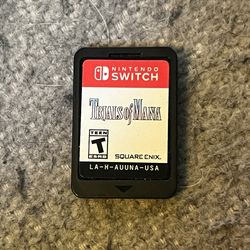 NINTENDO
SWITCH
TRIALS of MANA
TEEN
T
ESRB
SQUARE ENIX.
LA-H-AUUNA-USA